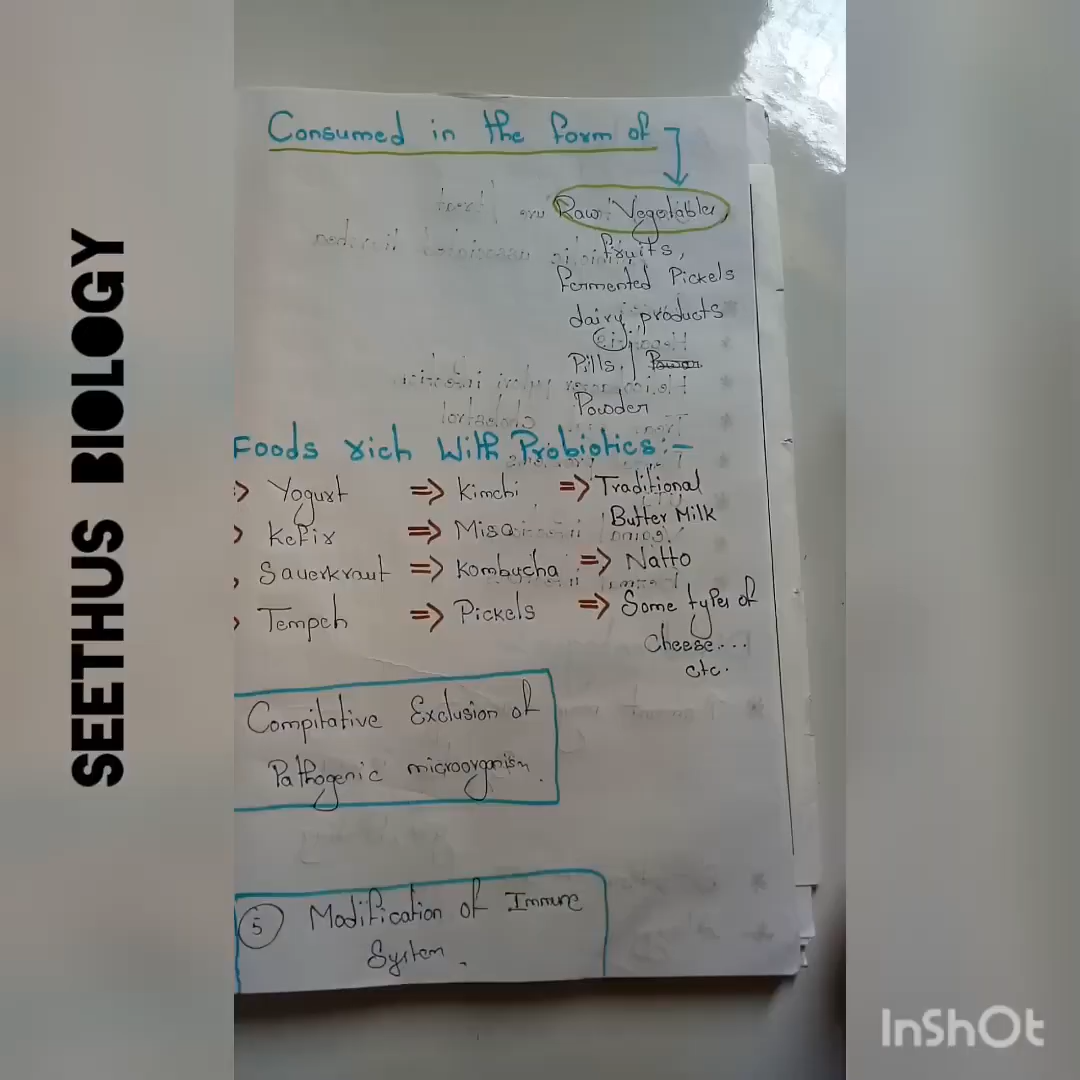 SEETHUS BIOLOGY
Consumed in the form of
Raw Vegetables,
fruits,
Fermented Pickels
dairy products
Pills,
Powder
Foods rich With Probiotics:-
=> Yogurt => Kimchi => Traditional
Butter Milk
=> Kefir => Miso
=> Sauerkraut => Kombucha => Natto
=> Tempeh => Pickels => Some types of
Cheese....
etc.
Compitative Exclusion of
Pathogenic microorganism.
5 Modification of Immune
System.
InShOt